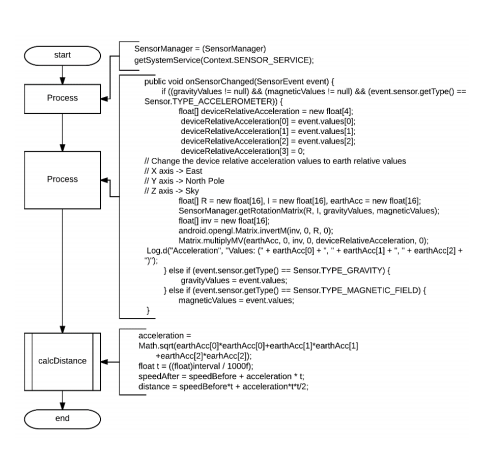 start
SensorManager = (SensorManager)
getSystemService(Context.SENSOR_SERVICE);
Process
public void onSensorChanged(SensorEvent event) {
if ((gravityValues != null) && (magneticValues != null) && (event.sensor.getType() ==
Sensor.TYPE_ACCELEROMETER)) {
float[] deviceRelativeAcceleration = new float[4];
deviceRelativeAcceleration[0] = event.values[0];
deviceRelativeAcceleration[1] = event.values[1];
deviceRelativeAcceleration[2] = event.values[2];
deviceRelativeAcceleration[3] = 0;
// Change the device relative acceleration values to earth relative values
// X axis -> East
// Y axis -> North Pole
// Z axis -> Sky
float[] R = new float[16], I = new float[16], earthAcc = new float[16];
SensorManager.getRotationMatrix(R, I, gravityValues, magneticValues);
float[] inv = new float[16];
android.opengl.Matrix.invertM(inv, 0, R, 0);
Matrix.multiplyMV(earthAcc, 0, inv, 0, deviceRelativeAcceleration, 0);
Log.d("Acceleration", "Values: (" + earthAcc[0] + ", " + earthAcc[1] + ", " + earthAcc[2] +
")");
} else if (event.sensor.getType() == Sensor.TYPE_GRAVITY) {
gravityValues = event.values;
} else if (event.sensor.getType() == Sensor.TYPE_MAGNETIC_FIELD) {
magneticValues = event.values;
}
Process
calcDistance
acceleration =
Math.sqrt(earthAcc[0]*earthAcc[0]+earthAcc[1]*earthAcc[1]
+earthAcc[2]*earhAcc[2]);
float t = ((float)interval / 1000f);
speedAfter = speedBefore + acceleration * t;
distance = speedBefore*t + acceleration*t*t/2;
end